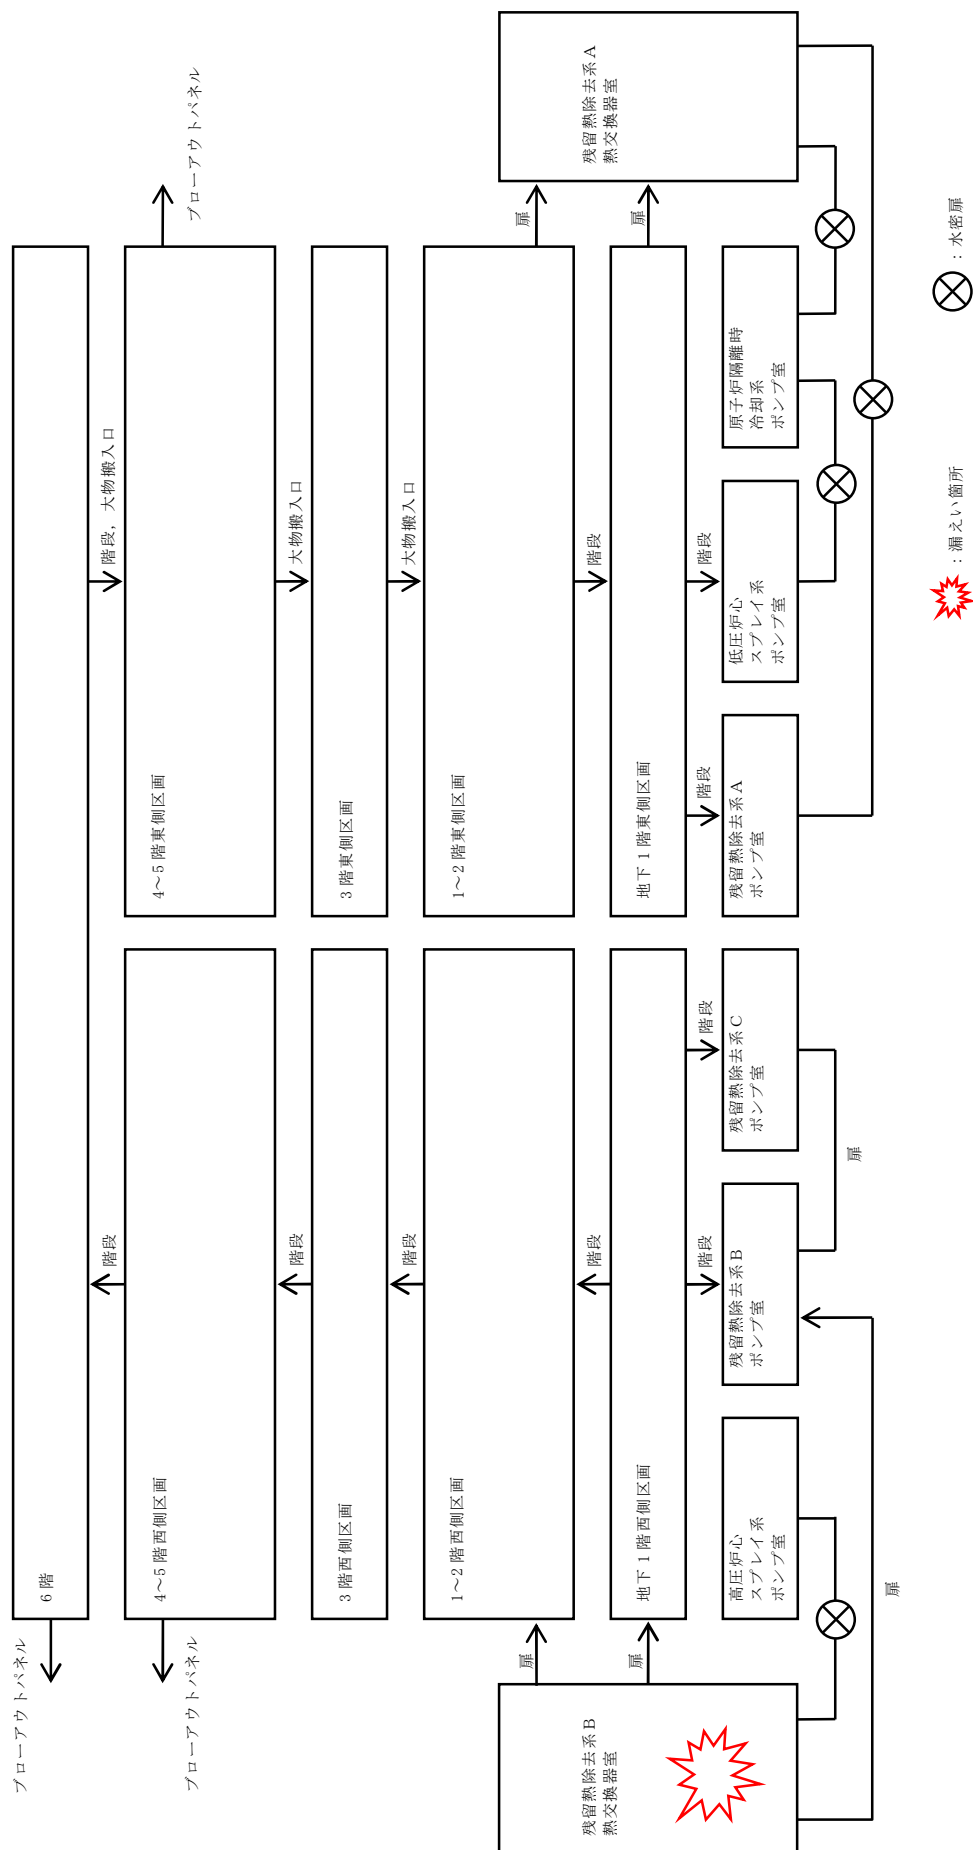 ブローアウトパネル
6階
階段，大物搬入口
階段
ブローアウトパネル
4～5階西側区画
4～5階東側区画
ブローアウトパネル
階段
大物搬入口
3階西側区画
3階東側区画
階段
大物搬入口
1～2階西側区画
1～2階東側区画
扉
扉
残留熱除去系B
熱交換器室
残留熱除去系A
熱交換器室
階段
階段
扉
地下1階西側区画
地下1階東側区画
扉
階段
階段
階段
階段
高圧炉心
スプレイ系
ポンプ室
残留熱除去系B
ポンプ室
残留熱除去系C
ポンプ室
残留熱除去系A
ポンプ室
低圧炉心
スプレイ系
ポンプ室
原子炉隔離時
冷却系
ポンプ室
扉
扉
：漏えい箇所
：水密扉